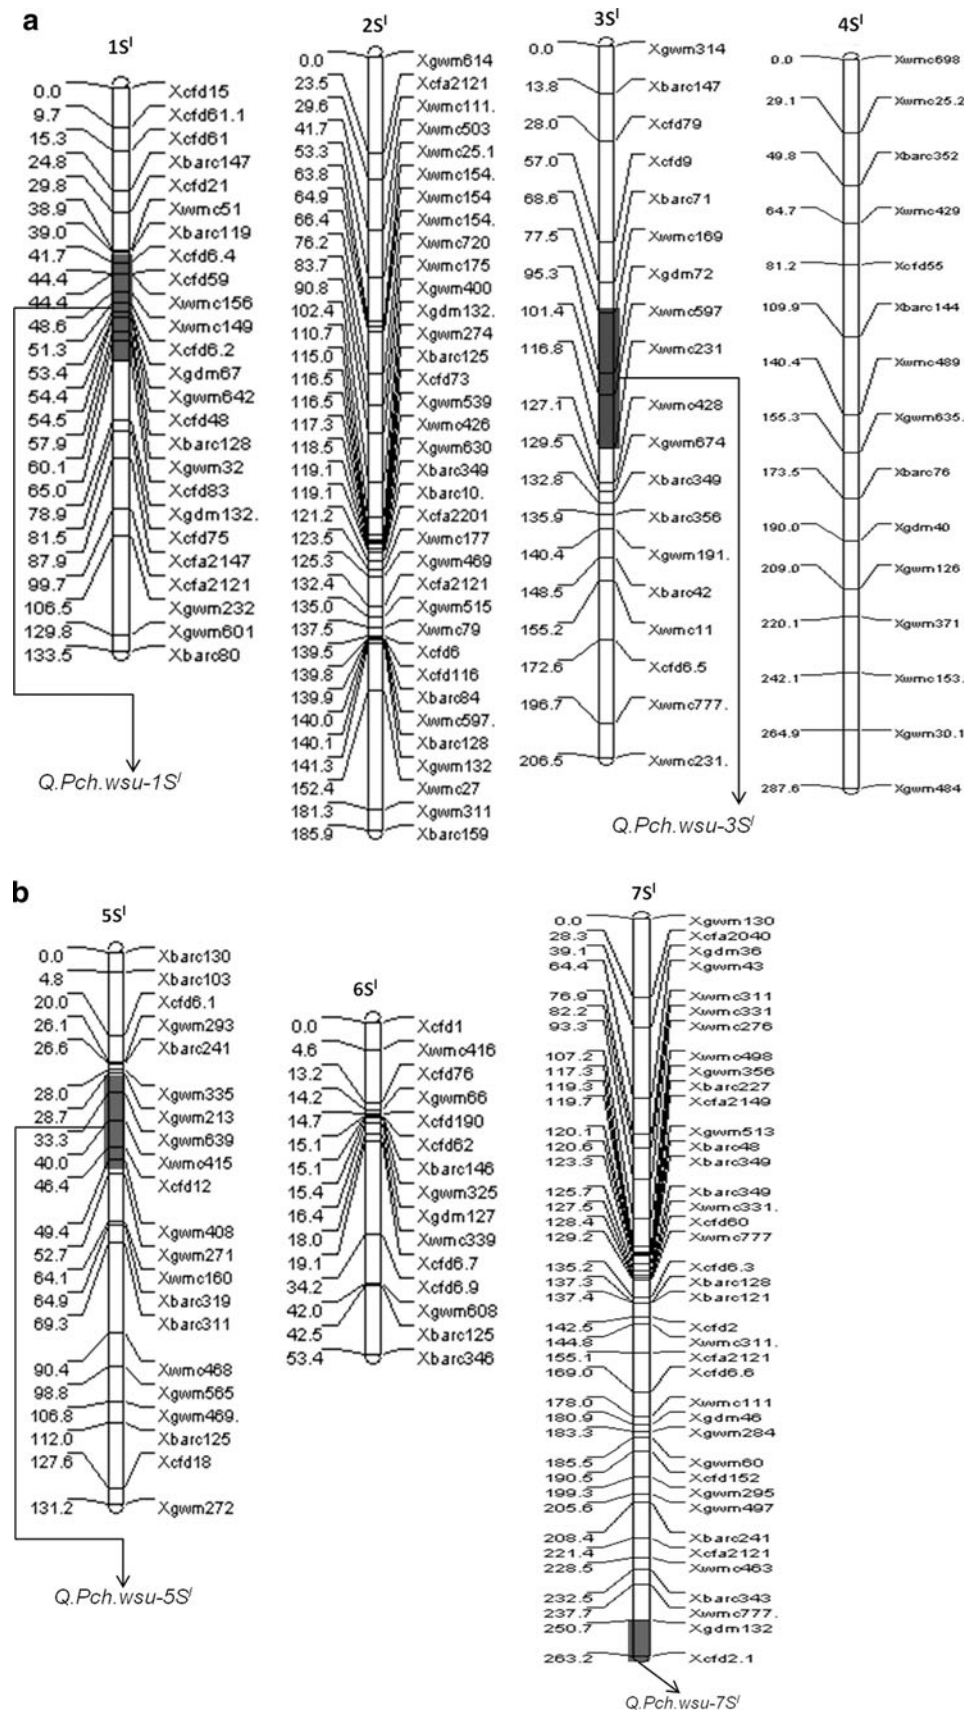 a
1Sˡ
0.0 Xcfd15
9.7 Xcfd61.1
15.3 Xcfd61
24.8 Xbarc147
29.8 Xcfd21
38.9 Xwmc51
39.0 Xbarc119
41.7 Xcfd6.4
44.4 Xcfd59
44.4 Xwmc156
48.6 Xwmc149
51.3 Xcfd6.2
53.4 Xgdm67
54.4 Xgwm642
54.5 Xcfd48
57.9 Xbarc128
60.1 Xgwm32
65.0 Xcfd83
78.9 Xgdm132.
81.5 Xcfd75
87.9 Xcfa2147
99.7 Xcfa2121
106.5 Xgwm232
129.8 Xgwm601
133.5 Xbarc80
Q.Pch.wsu-1Sˡ
2Sˡ
0.0 Xgwm614
23.5 Xcfa2121
29.6 Xwmc111.
41.7 Xwmc503
53.3 Xwmc25.1
63.8 Xwmc154.
64.9 Xwmc154
66.4 Xwmc154.
76.2 Xwmc720
83.7 Xwmc175
90.8 Xgwm400
102.4 Xgdm132.
110.7 Xgwm274
115.0 Xbarc125
116.5 Xcfd73
116.5 Xgwm539
117.3 Xwmc426
118.5 Xgwm630
119.1 Xbarc349
119.1 Xbarc10.
121.2 Xcfa2201
123.5 Xwmc177
125.3 Xgwm469
132.4 Xcfa2121
135.0 Xgwm515
137.5 Xwmc79
139.5 Xcfd6
139.8 Xcfd116
139.9 Xbarc84
140.0 Xwmc597.
140.1 Xbarc128
141.3 Xgwm132
152.4 Xwmc27
181.3 Xgwm311
185.9 Xbarc159
3Sˡ
0.0 Xgwm314
13.8 Xbarc147
28.0 Xcfd79
57.0 Xcfd9
68.6 Xbarc71
77.5 Xwmc169
95.3 Xgdm72
101.4 Xwmc597
116.8 Xwmc231
127.1 Xwmc428
129.5 Xgwm674
132.8 Xbarc349
135.9 Xbarc356
140.4 Xgwm191.
148.5 Xbarc42
155.2 Xwmc11
172.6 Xcfd6.5
196.7 Xwmc777.
206.5 Xwmc231.
Q.Pch.wsu-3Sˡ
4Sˡ
0.0 Xwmc698
29.1 Xwmc25.2
49.8 Xbarc352
64.7 Xwmc429
81.2 Xcfd55
109.9 Xbarc144
140.4 Xwmc489
155.3 Xgwm635.
173.5 Xbarc76
190.0 Xgdm40
209.0 Xgwm126
220.1 Xgwm371
242.1 Xwmc153.
264.9 Xgwm30.1
287.6 Xgwm484
b
5Sˡ
0.0 Xbarc130
4.8 Xbarc103
20.0 Xcfd6.1
26.1 Xgwm293
26.6 Xbarc241
28.0 Xgwm335
28.7 Xgwm213
33.3 Xgwm639
40.0 Xwmc415
46.4 Xcfd12
49.4 Xgwm408
52.7 Xgwm271
64.1 Xwmc160
64.9 Xbarc319
69.3 Xbarc311
90.4 Xwmc468
98.8 Xgwm565
106.8 Xgwm469.
112.0 Xbarc125
127.6 Xcfd18
131.2 Xgwm272
Q.Pch.wsu-5Sˡ
6Sˡ
0.0 Xcfd1
4.6 Xwmc416
13.2 Xcfd76
14.2 Xgwm66
14.7 Xcfd190
15.1 Xcfd62
15.1 Xbarc146
15.4 Xgwm325
16.4 Xgdm127
18.0 Xwmc339
19.1 Xcfd6.7
34.2 Xcfd6.9
42.0 Xgwm608
42.5 Xbarc125
53.4 Xbarc346
7Sˡ
0.0 Xgwm130
28.3 Xcfa2040
39.1 Xgdm36
64.4 Xgwm43
76.9 Xwmc311
82.2 Xwmc331
93.3 Xwmc276
107.2 Xwmc498
117.3 Xgwm356
119.3 Xbarc227
119.7 Xcfa2149
120.1 Xgwm513
120.6 Xbarc48
123.3 Xbarc349
125.7 Xbarc349
127.5 Xwmc331.
128.4 Xcfd60
129.2 Xwmc777
135.2 Xcfd6.3
137.3 Xbarc128
137.4 Xbarc121
142.5 Xcfd2
144.8 Xwmc311.
155.1 Xcfa2121
169.0 Xcfd6.6
178.0 Xwmc111
180.9 Xgdm46
183.3 Xgwm284
185.5 Xgwm60
190.5 Xcfd152
199.3 Xgwm295
205.6 Xgwm497
208.4 Xbarc241
221.4 Xcfa2121
228.5 Xwmc463
232.5 Xbarc343
237.7 Xwmc777.
250.7 Xgdm132
263.2 Xcfd2.1
Q.Pch.wsu-7Sˡ